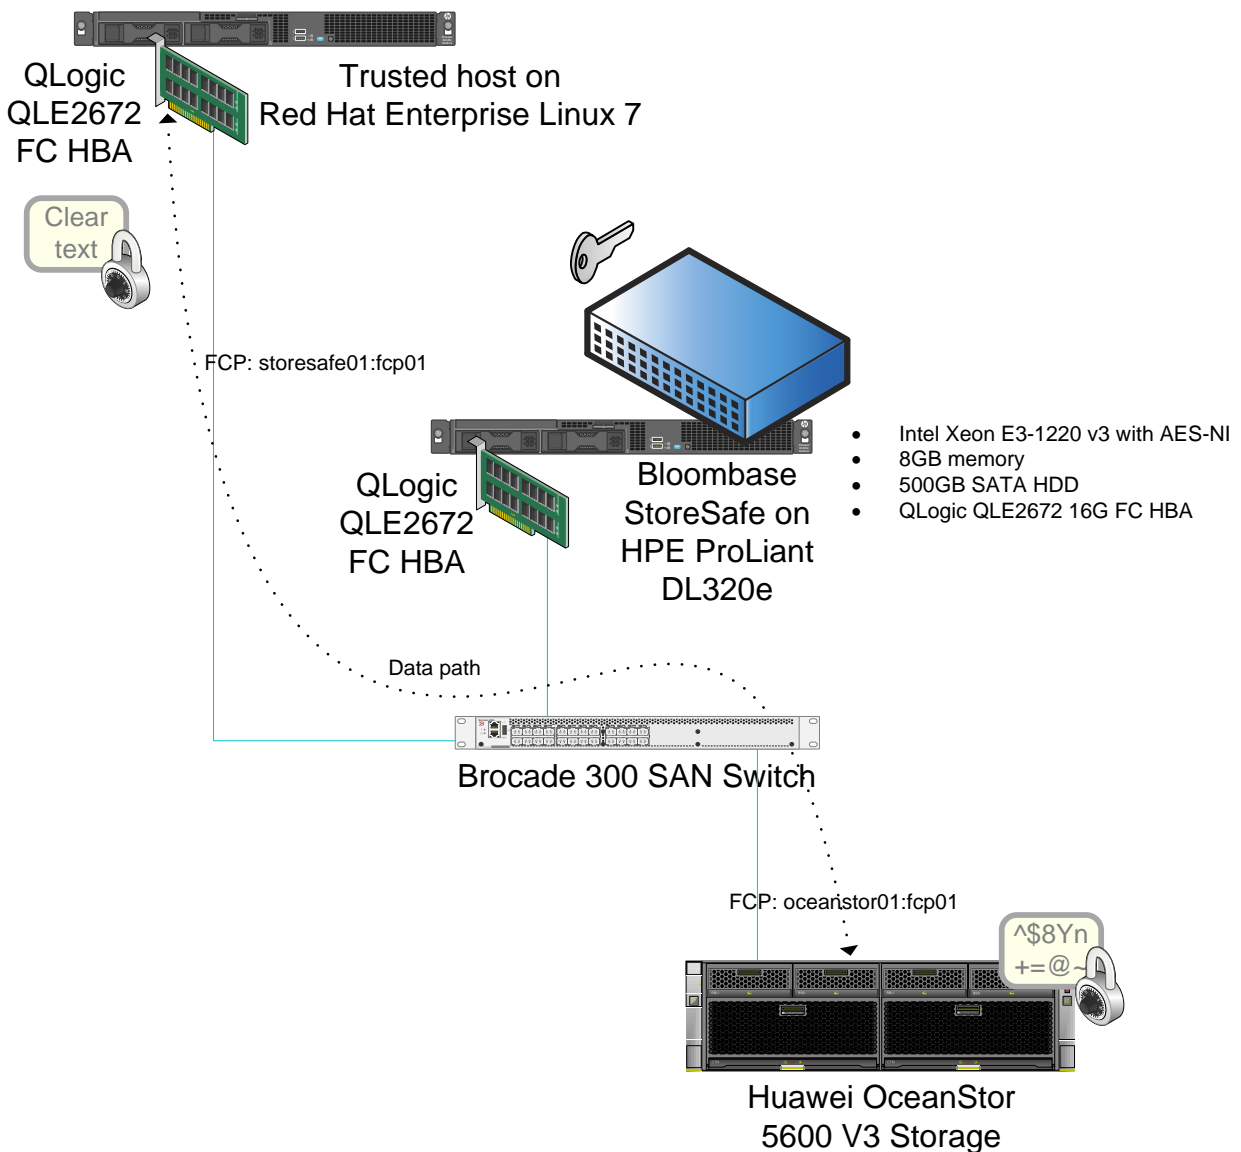 QLogic
QLE2672
FC HBA
Trusted host on
Red Hat Enterprise Linux 7
Clear
text
FCP: storesafe01:fcp01
QLogic
QLE2672
FC HBA
Bloombase
StoreSafe on
HPE ProLiant
DL320e
• Intel Xeon E3-1220 v3 with AES-NI
• 8GB memory
• 500GB SATA HDD
• QLogic QLE2672 16G FC HBA
Data path
Brocade 300 SAN Switch
FCP: oceanstor01:fcp01
^$8Yn
+=@~
Huawei OceanStor
5600 V3 Storage